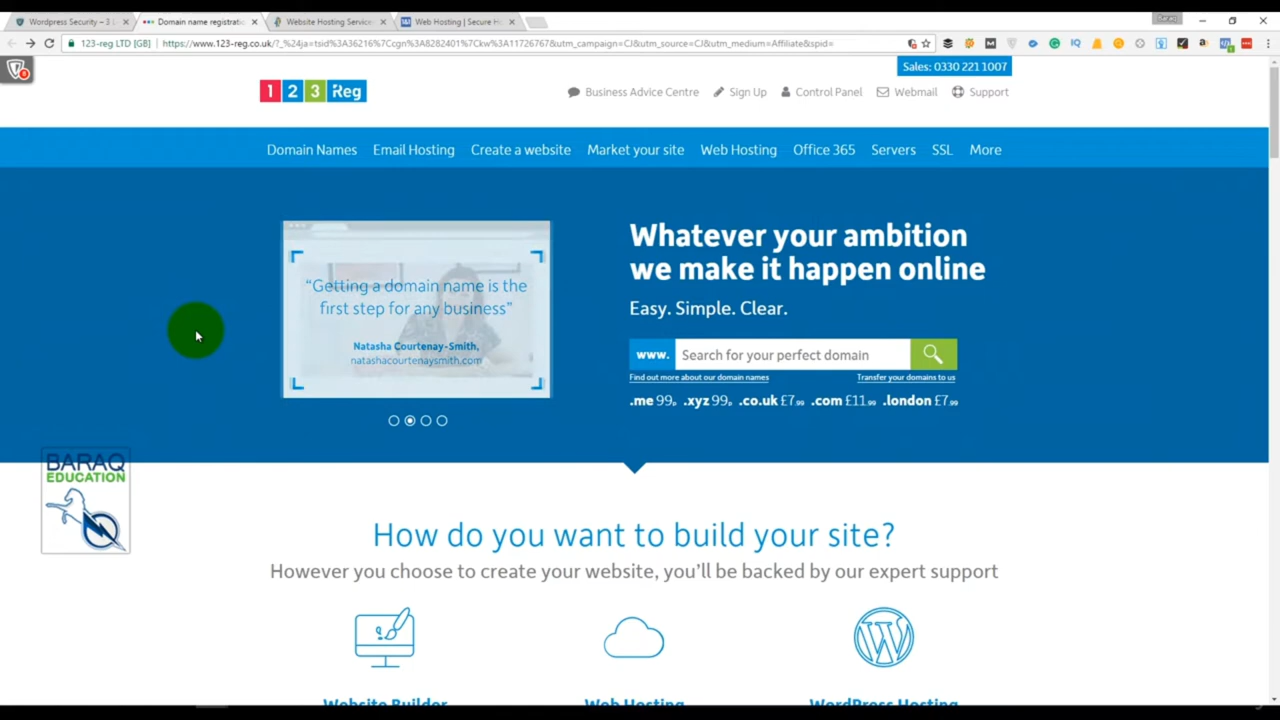 Wordpress Security – 3 L
Domain name registratio
Website Hosting Service
Web Hosting | Secure Ho
Baraq
123-reg LTD [GB]
https://www.123-reg.co.uk/?_%24ja=tsid%3A36216%7Ccgn%3A8282401%7Ckw%3A11726767&utm_campaign=CJ&utm_source=CJ&utm_medium=Affiliate&spid=
Sales: 0330 221 1007
1 2 3 Reg
Business Advice Centre
Sign Up
Control Panel
Webmail
Support
Domain Names
Email Hosting
Create a website
Market your site
Web Hosting
Office 365
Servers
SSL
More
“Getting a domain name is the
first step for any business”
Natasha Courtenay-Smith,
natashacourtenaysmith.com
Whatever your ambition
we make it happen online
Easy. Simple. Clear.
www.
Search for your perfect domain
Find out more about our domain names
Transfer your domains to us
.me 99p .xyz 99p .co.uk £7.99 .com £11.99 .london £7.99
BARAQ
EDUCATION
How do you want to build your site?
However you choose to create your website, you’ll be backed by our expert support
Website Builder
Web Hosting
WordPress Hosting